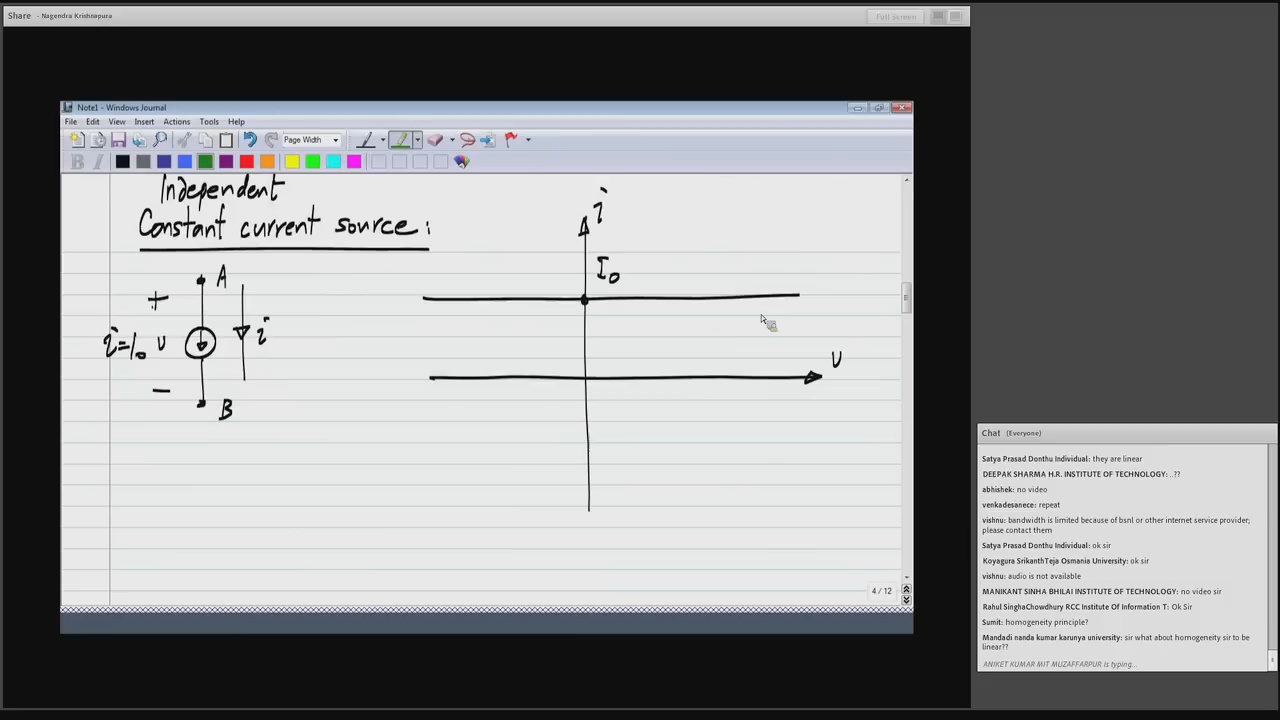 Share - Nagendra Krishnapura
Full Screen
Note1 - Windows Journal
File Edit View Insert Actions Tools Help
Page Width
B I
Independent
Constant current source:
A
+
i=I₀ v
i
-
B
i
I₀
v
4 / 12
Chat (Everyone)
Satya Prasad Donthu Individual: they are linear
DEEPAK SHARMA H.R. INSTITUTE OF TECHNOLOGY: ..??
abhishek: no video
venkadesanece: repeat
vishnu: bandwidth is limited because of bsnl or other internet service provider;
please contact them
Satya Prasad Donthu Individual: ok sir
Koyagura SrikanthTeja Osmania University: ok sir
vishnu: audio is not available
MANIKANT SINHA BHILAI INSTITUTE OF TECHNOLOGY: no video sir
Rahul SinghaChowdhury RCC Institute Of Information T: Ok Sir
Sumit: homogeneity principle?
Mandadi nanda kumar karunya university: sir what about homogeneity sir to be
linear??
ANIKET KUMAR MIT MUZAFFARPUR is typing...